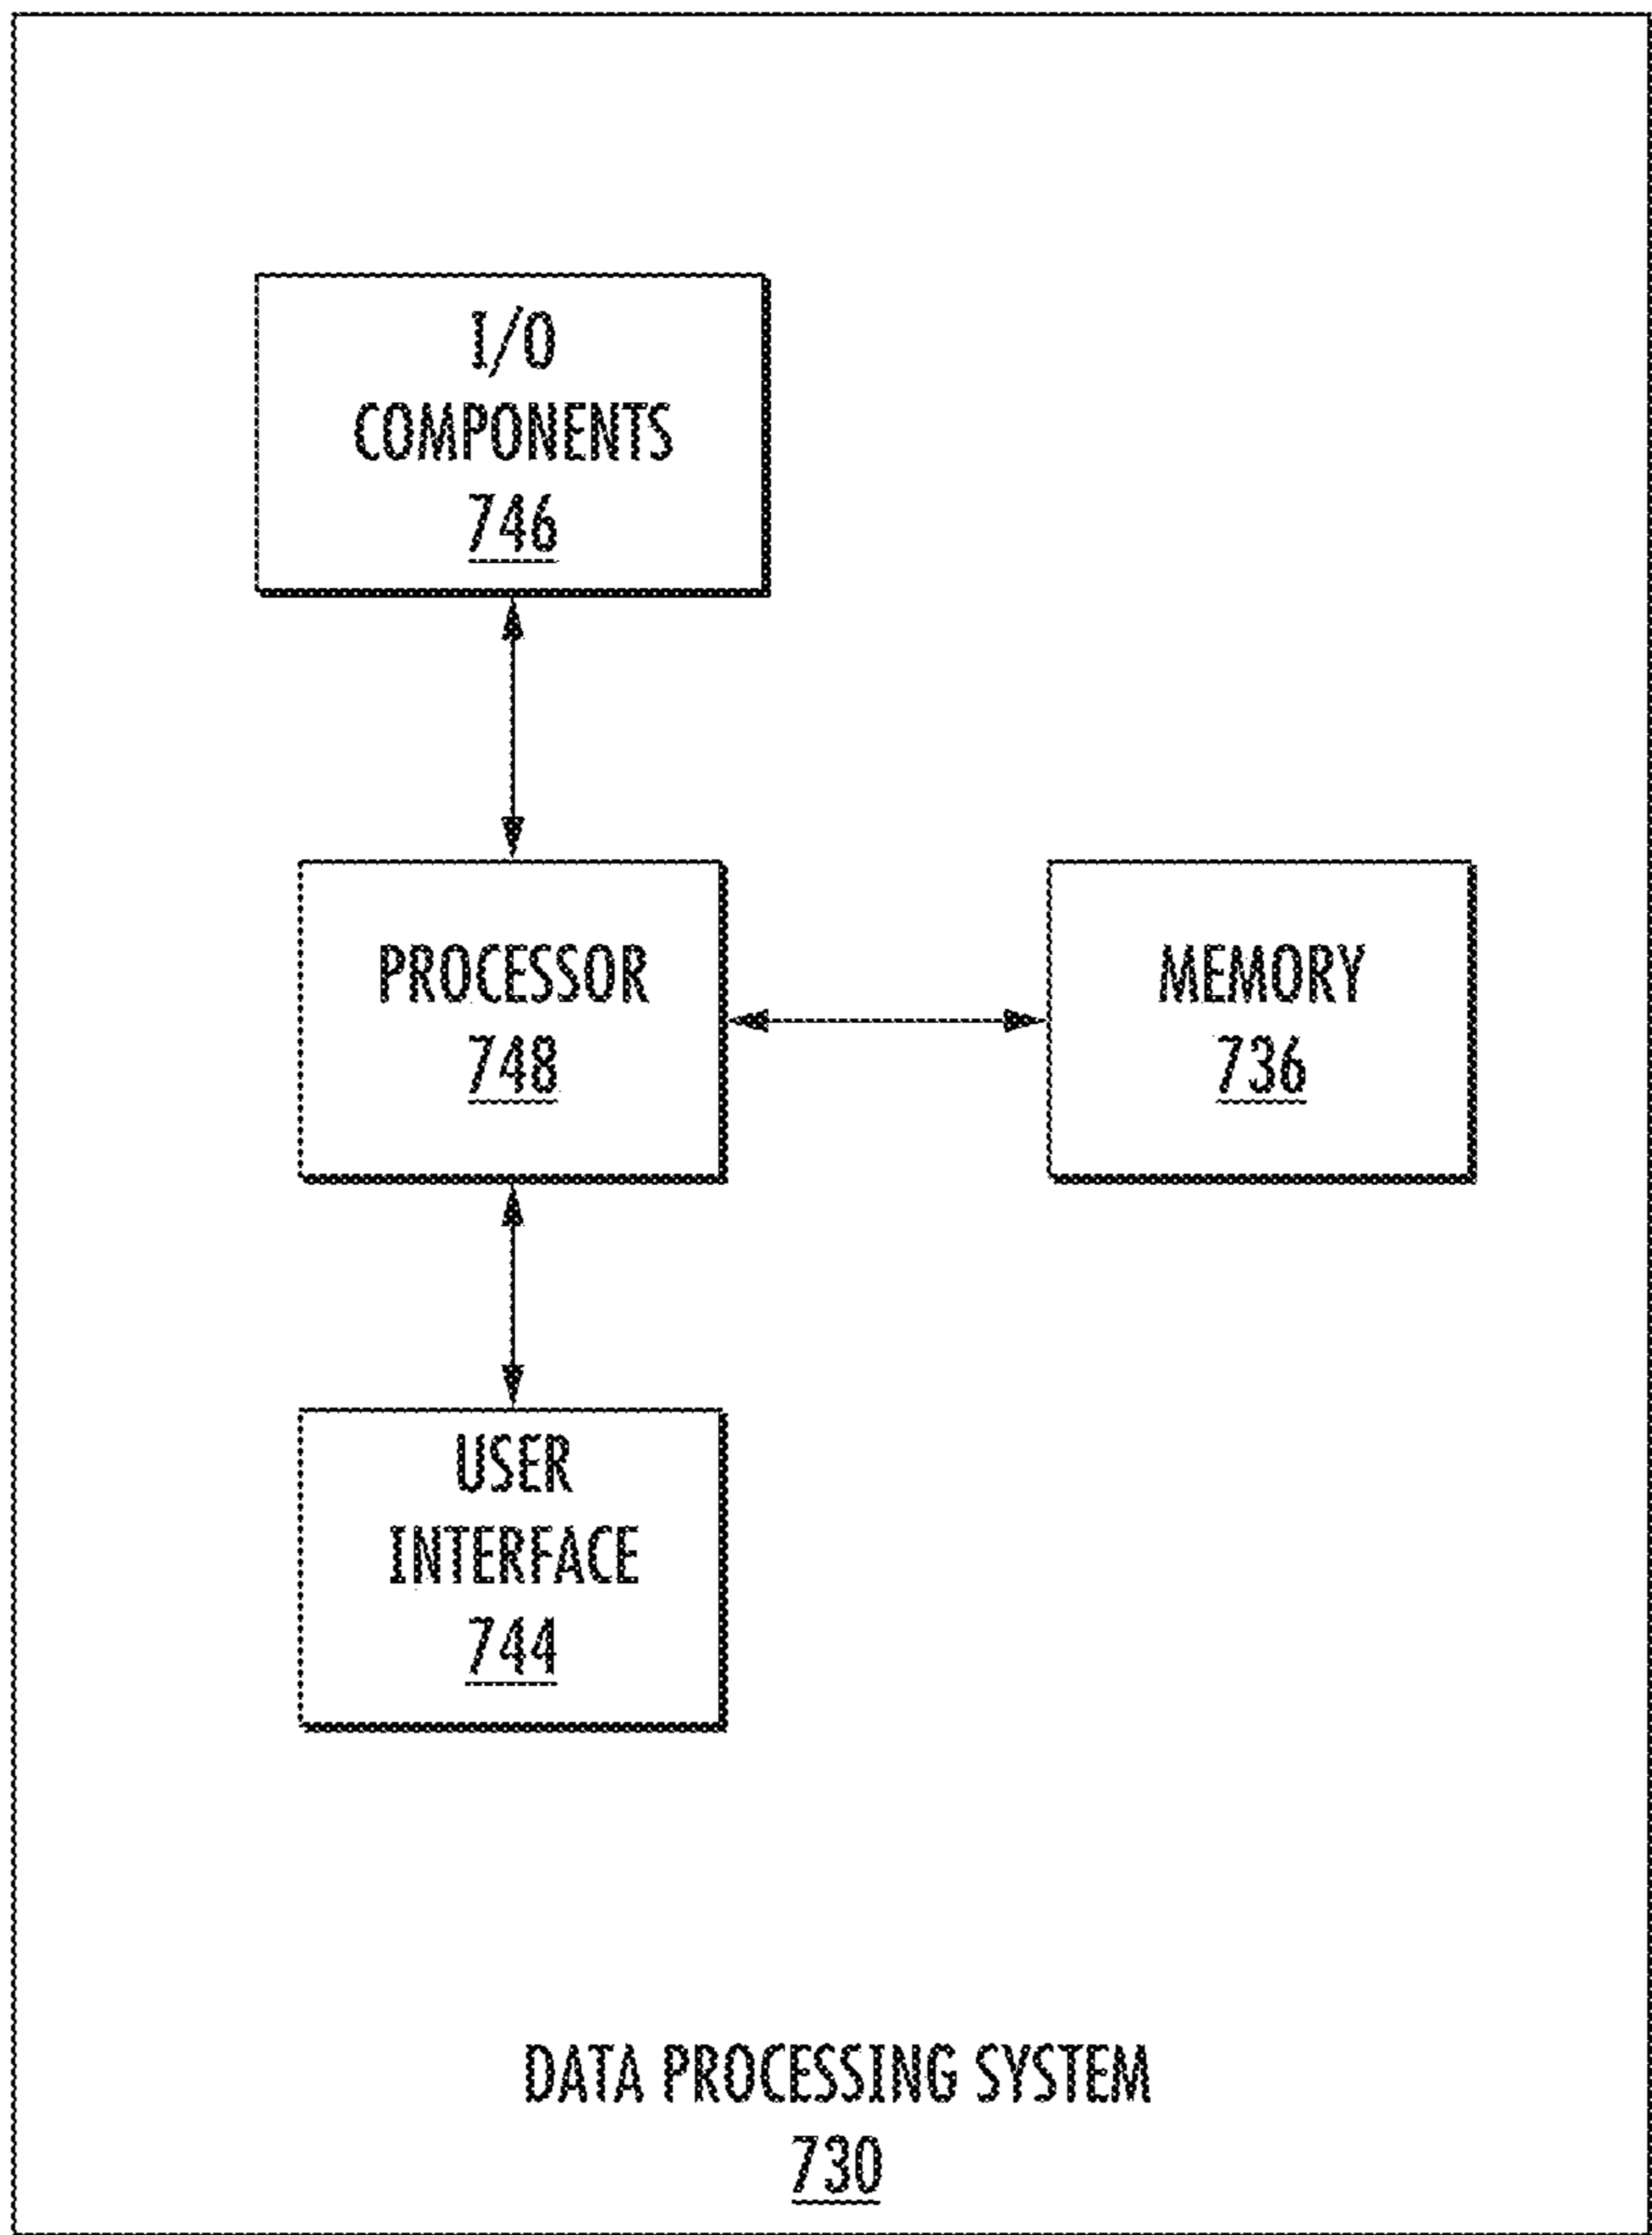 I/O
COMPONENTS
746
PROCESSOR
748
MEMORY
736
USER
INTERFACE
744
DATA PROCESSING SYSTEM
730